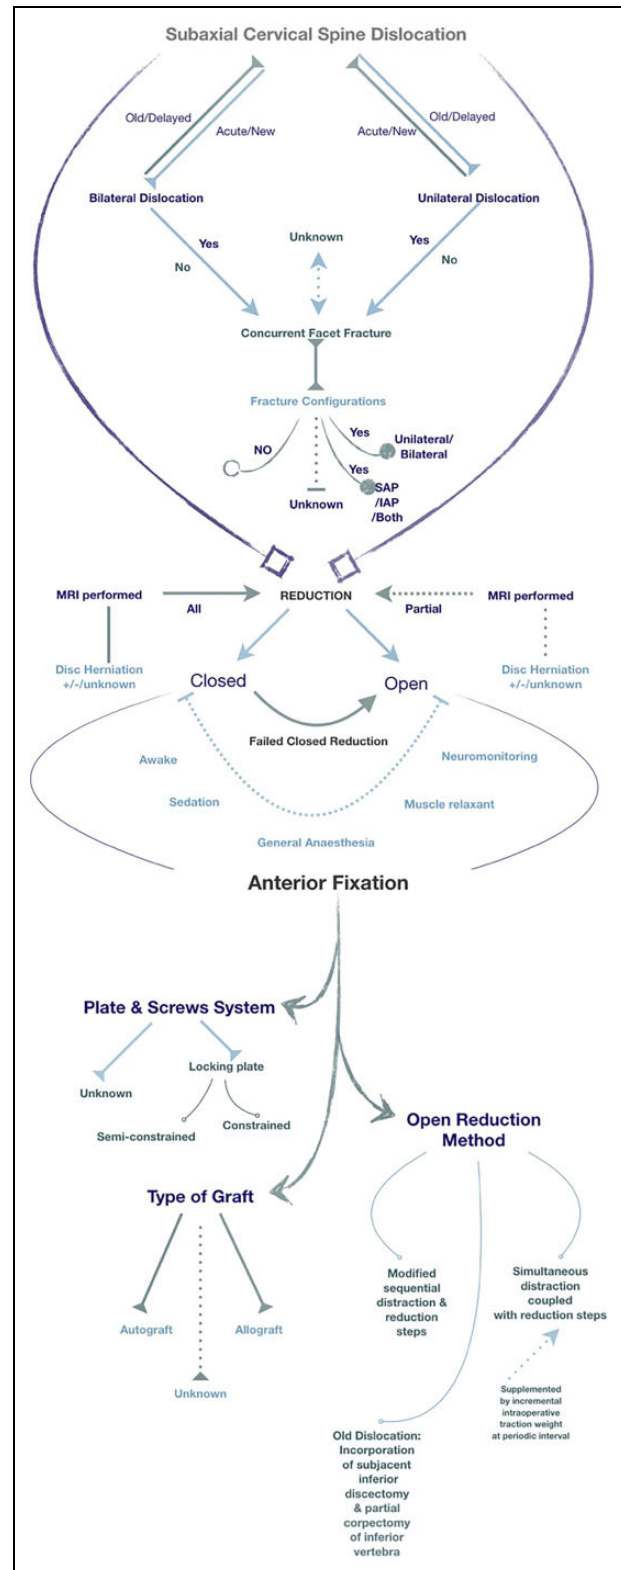 Subaxial Cervical Spine Dislocation
Old/Delayed
Acute/New
Old/Delayed
Acute/New
Bilateral Dislocation
Unilateral Dislocation
Yes
No
Unknown
Yes
No
Concurrent Facet Fracture
Fracture Configurations
NO
Yes
Unilateral/
Bilateral
Yes
Unknown
SAP
/IAP
/Both
MRI performed
All
REDUCTION
Partial
MRI performed
Disc Herniation
+/-/unknown
Closed
Open
Disc Herniation
+/-/unknown
Failed Closed Reduction
Awake
Neuromonitoring
Sedation
Muscle relaxant
General Anaesthesia
Anterior Fixation
Plate & Screws System
Unknown
Locking plate
Semi-constrained
Constrained
Open Reduction
Method
Type of Graft
Autograft
Allograft
Unknown
Modified
sequential
distraction &
reduction
steps
Simultaneous
distraction
coupled
with reduction steps
Supplemented
by incremental
intraoperative
traction weight
at periodic interval
Old Dislocation:
Incorporation
of subjacent
inferior
discectomy
& partial
corpectomy
of inferior
vertebra